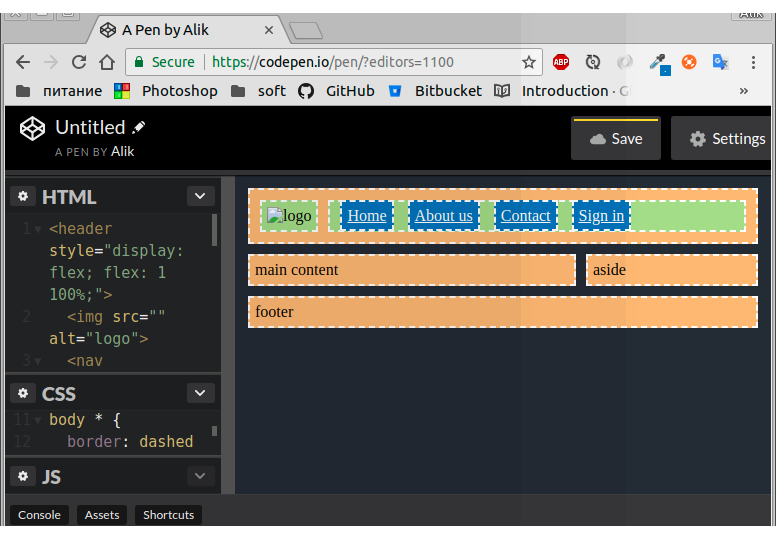 Alik
A Pen by Alik
Secure
https://codepen.io/pen/?editors=1100
ABP
питание
Photoshop
soft
GitHub
Bitbucket
Introduction · G
»
Untitled
A PEN BY Alik
Save
Settings
HTML
1 <header
style="display:
flex; flex: 1
100%;">
2 <img src=""
alt="logo">
3 <nav
CSS
11 body * {
12 border: dashed
JS
logo
Home
About us
Contact
Sign in
main content
aside
footer
Console
Assets
Shortcuts